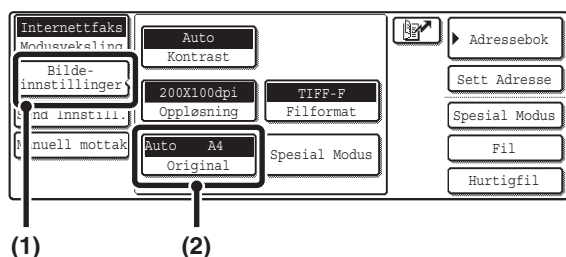 Internettfaks
Modusveksling
Bilde-
innstillinger
Send Innstill.
Manuell mottak
Auto
Kontrast
200X100dpi
Oppløsning
TIFF-F
Filformat
Auto A4
Original
Spesial Modus
Adressebok
Sett Adresse
Spesial Modus
Fil
Hurtigfil
(1)
(2)